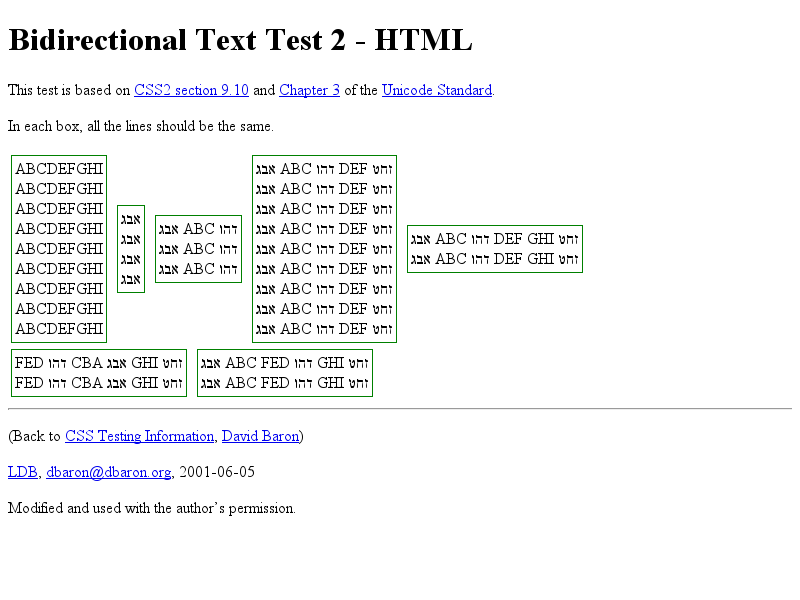 Bidirectional Text Test 2 - HTML
This test is based on CSS2 section 9.10 and Chapter 3 of the Unicode Standard.
In each box, all the lines should be the same.
ABCDEFGHI
ABCDEFGHI
ABCDEFGHI
ABCDEFGHI
ABCDEFGHI
ABCDEFGHI
ABCDEFGHI
ABCDEFGHI
ABCDEFGHI
אבג
אבג
אבג
אבג
אבג ABC דהו
אבג ABC דהו
אבג ABC דהו
אבג ABC דהו DEF זחט
אבג ABC דהו DEF זחט
אבג ABC דהו DEF זחט
אבג ABC דהו DEF זחט
אבג ABC דהו DEF זחט
אבג ABC דהו DEF זחט
אבג ABC דהו DEF זחט
אבג ABC דהו DEF זחט
אבג ABC דהו DEF זחט
אבג ABC דהו DEF GHI זחט
אבג ABC דהו DEF GHI זחט
FED דהו CBA אבג GHI זחט
FED דהו CBA אבג GHI זחט
אבג ABC FED דהו GHI זחט
אבג ABC FED דהו GHI זחט
(Back to CSS Testing Information, David Baron)
LDB, dbaron@dbaron.org, 2001-06-05
Modified and used with the author’s permission.